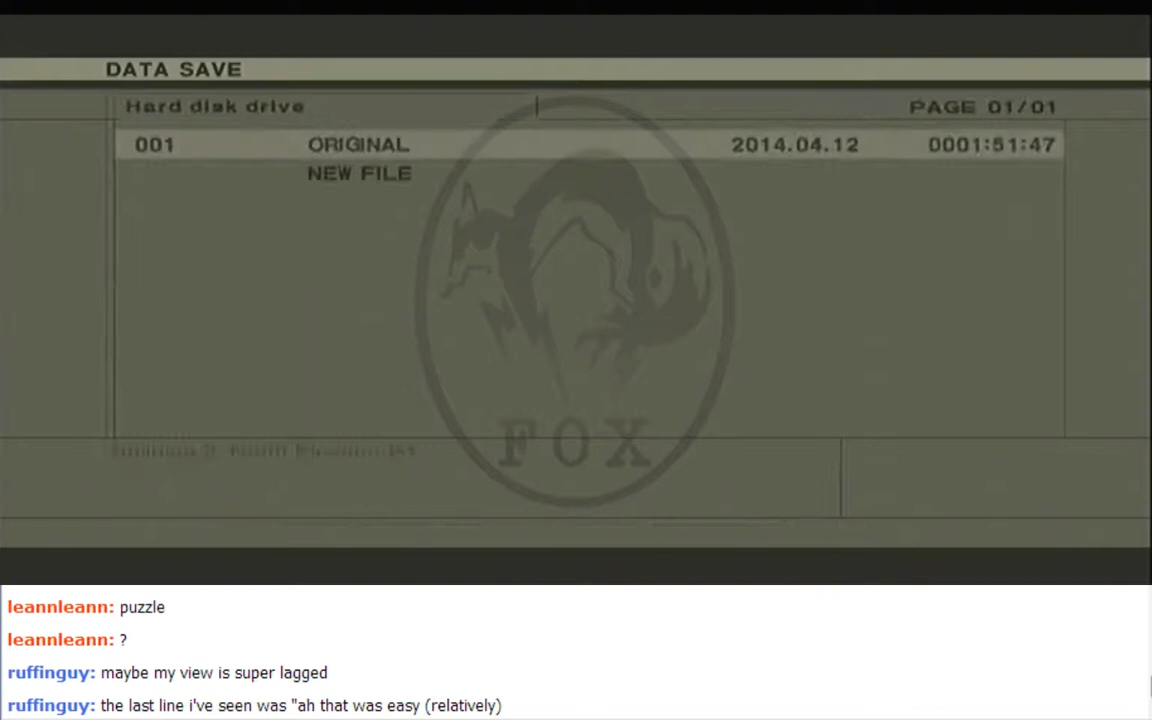 DATA SAVE
Hard disk drive
PAGE 01/01
001 ORIGINAL 2014.04.12 0001:51:47
NEW FILE
FOX
leannleann: puzzle
leannleann: ?
ruffinguy: maybe my view is super lagged
ruffinguy: the last line i've seen was "ah that was easy (relatively)